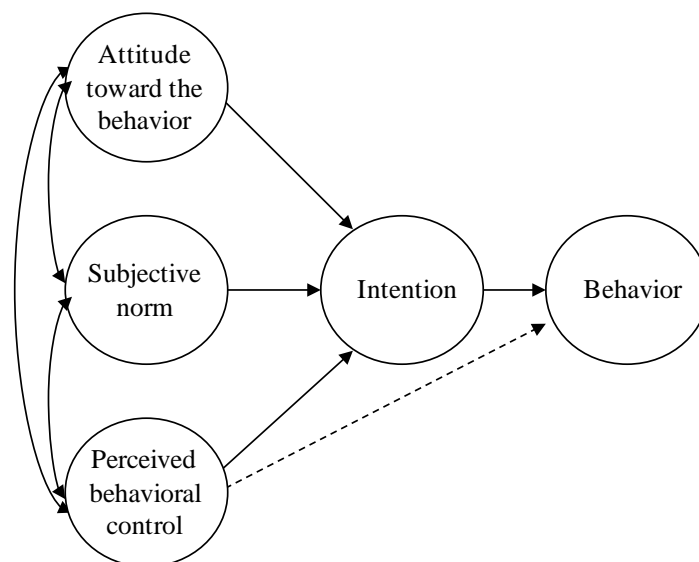 Attitude
toward the
behavior
Subjective
norm
Intention
Behavior
Perceived
behavioral
control